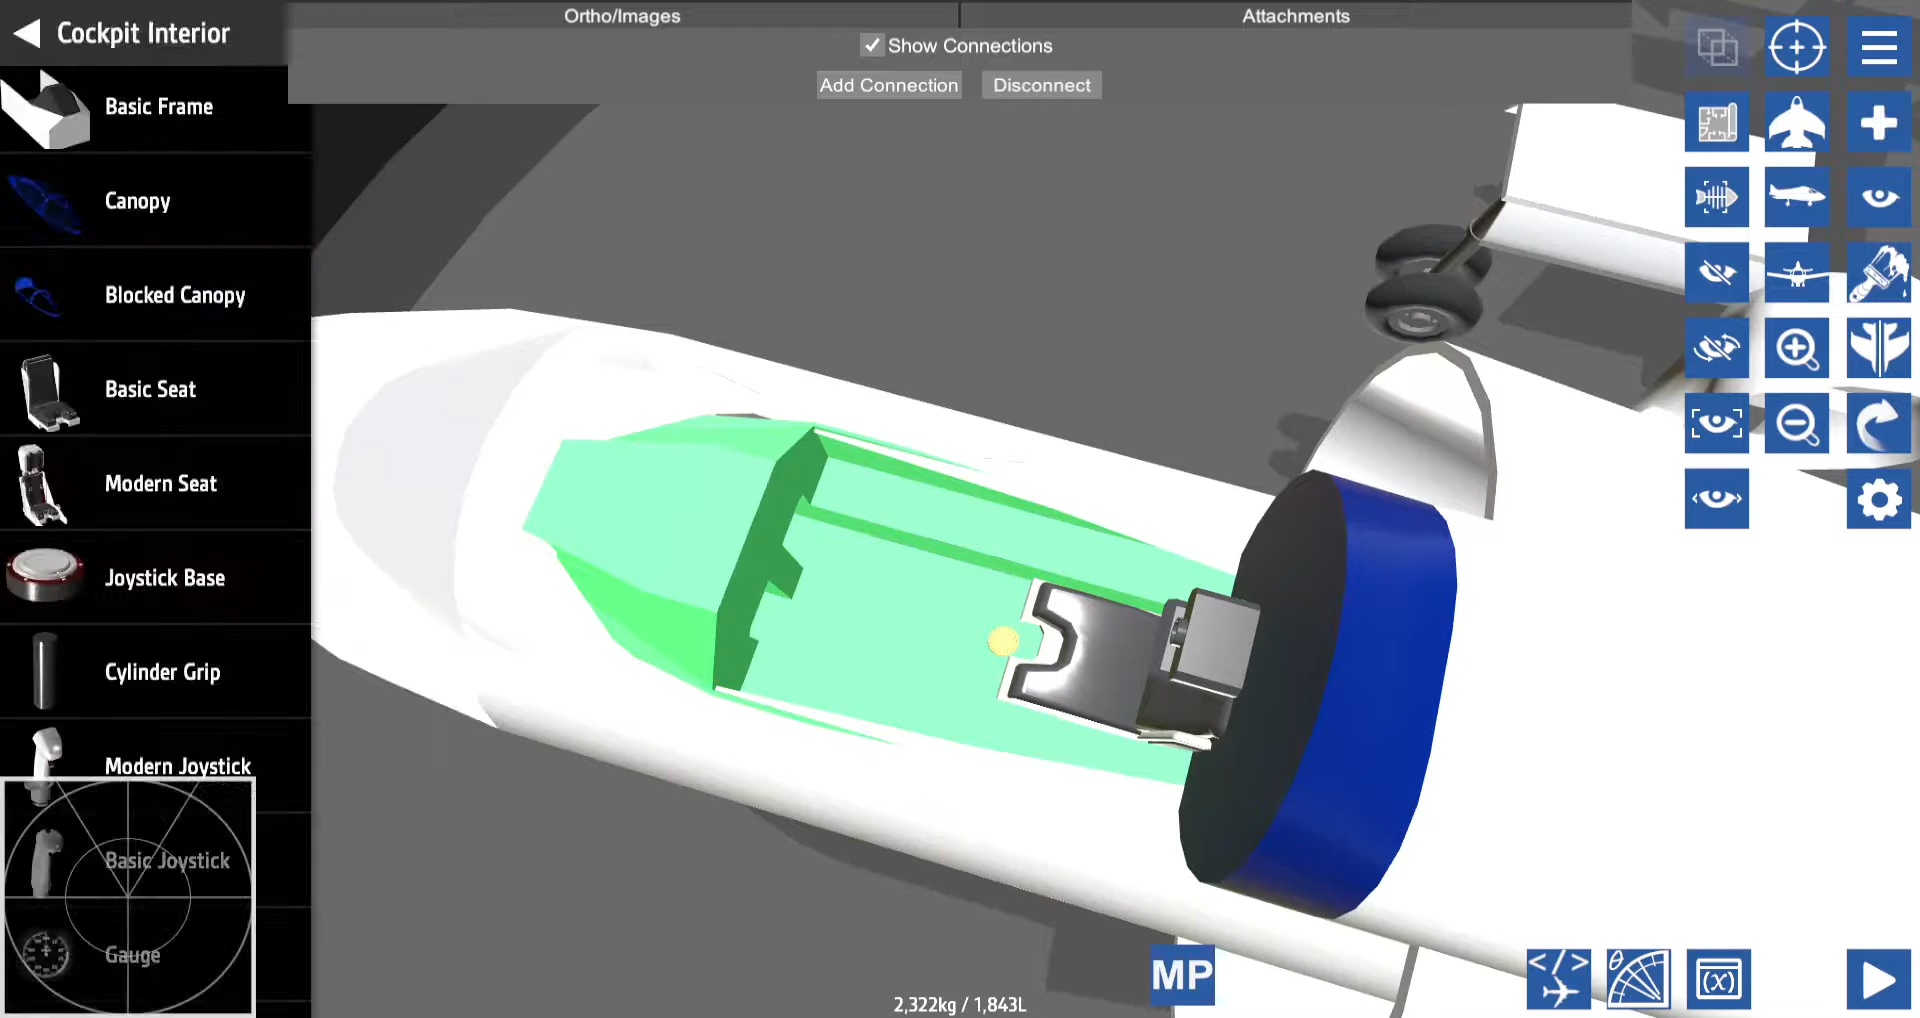 Cockpit Interior
Ortho/Images
Attachments
Show Connections
Add Connection
Disconnect
Basic Frame
Canopy
Blocked Canopy
Basic Seat
Modern Seat
Joystick Base
Cylinder Grip
Modern Joystick
Basic Joystick
Gauge
MP
</>
θ
(x)
2,322kg / 1,843L